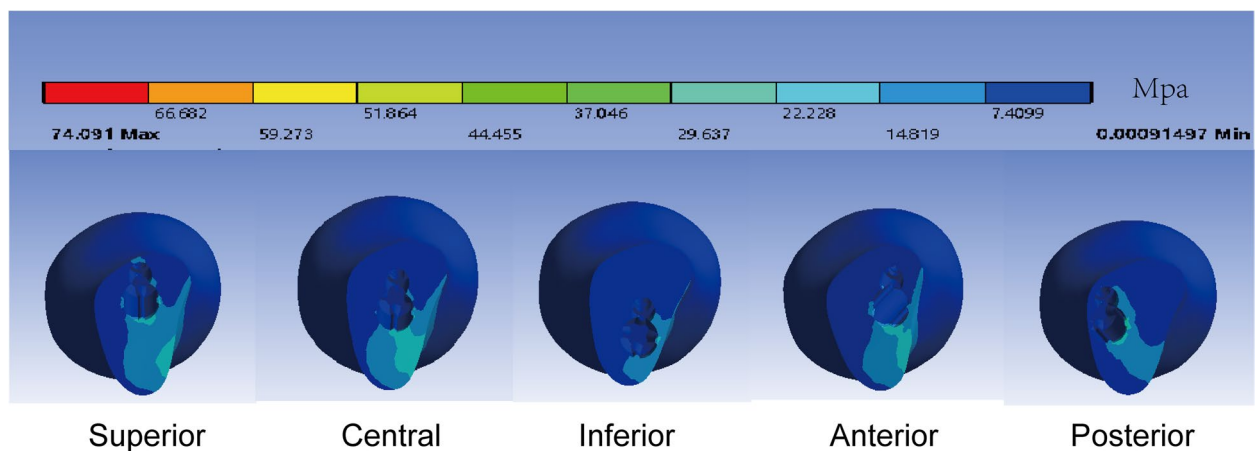 Mpa
66.682 51.864 37.046 22.228 7.4099
74.091 Max 59.273 44.455 29.637 14.819 0.00091497 Min
Superior Central Inferior Anterior Posterior